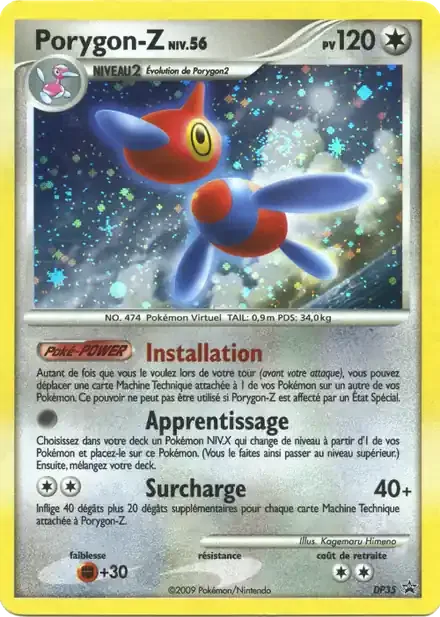 Porygon-Z NIV.56 PV 120
NIVEAU2 Évolution de Porygon2
NO. 474 Pokémon Virtuel TAIL: 0,9m PDS: 34,0kg
Poké-POWER Installation
Autant de fois que vous le voulez lors de votre tour (avant votre attaque), vous pouvez
déplacer une carte Machine Technique attachée à 1 de vos Pokémon sur un autre de vos
Pokémon. Ce pouvoir ne peut pas être utilisé si Porygon-Z est affecté par un État Spécial.
Apprentissage
Choisissez dans votre deck un Pokémon NIV.X qui change de niveau à partir d'1 de vos
Pokémon et placez-le sur ce Pokémon. (Vous le faites ainsi passer au niveau supérieur.)
Ensuite, mélangez votre deck.
Surcharge 40+
Inflige 40 dégâts plus 20 dégâts supplémentaires pour chaque carte Machine Technique
attachée à Porygon-Z.
Illus. Kagemaru Himeno
faiblesse résistance coût de retraite
+30
©2009 Pokémon/Nintendo DP35